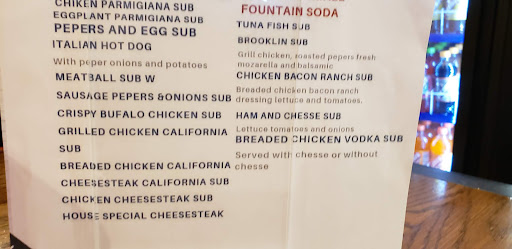 CHIKEN PARMIGIANA SUB
EGGPLANT PARMIGIANA SUB
PEPERS AND EGG SUB
ITALIAN HOT DOG
With peper onions and potatoes
MEATBALL SUB W
SAUSAGE PEPERS &ONIONS SUB
CRISPY BUFALO CHICKEN SUB
GRILLED CHICKEN CALIFORNIA
SUB
BREADED CHICKEN CALIFORNIA
CHEESESTEAK CALIFORNIA SUB
CHICKEN CHEESESTEAK SUB
HOUSE SPECIAL CHEESESTEAK
FOUNTAIN SODA
TUNA FISH SUB
BROOKLIN SUB
Grill chicken, roasted pepers fresh
mozarella and balsamic
CHICKEN BACON RANCH SUB
Breaded chicken bacon ranch
dressing lettuce and tomatoes.
HAM AND CHESSE SUB
Lettuce tomatoes and onions
BREADED CHICKEN VODKA SUB
Served with chesse or without
chesse